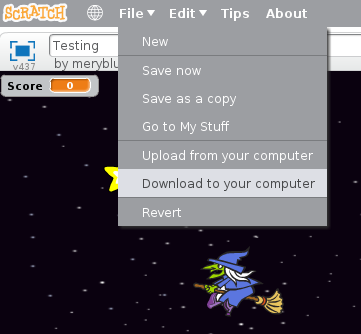 SCRATCH File Edit Tips About
Testing
by meryblu
v437
Score 0
New
Save now
Save as a copy
Go to My Stuff
Upload from your computer
Download to your computer
Revert